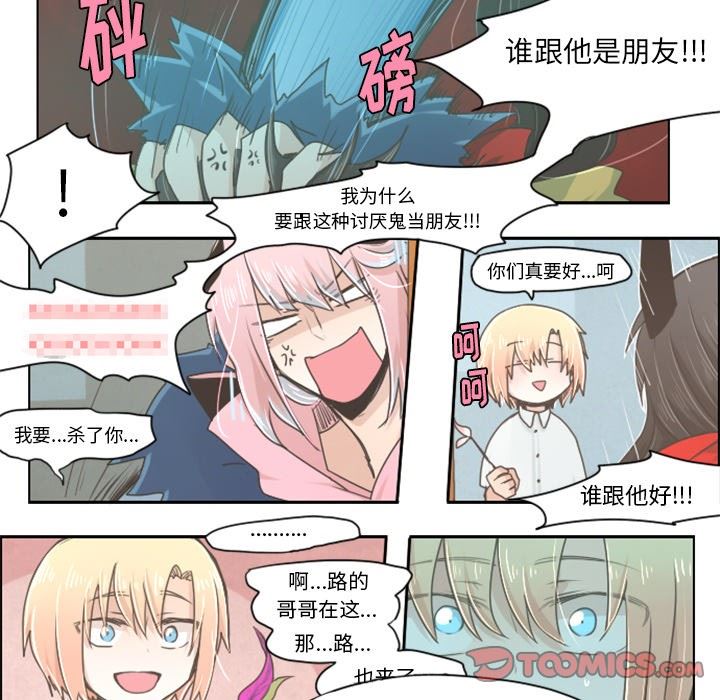 砰
磅
谁跟他是朋友!!!
!
我为什么
要跟这种讨厌鬼当朋友!!!
你们真要好...呵
呵
呵
我要...杀了你...
谁跟他好!!!
..........
啊...路的
哥哥在这...
那...路...
也来了
TOOMICS.com